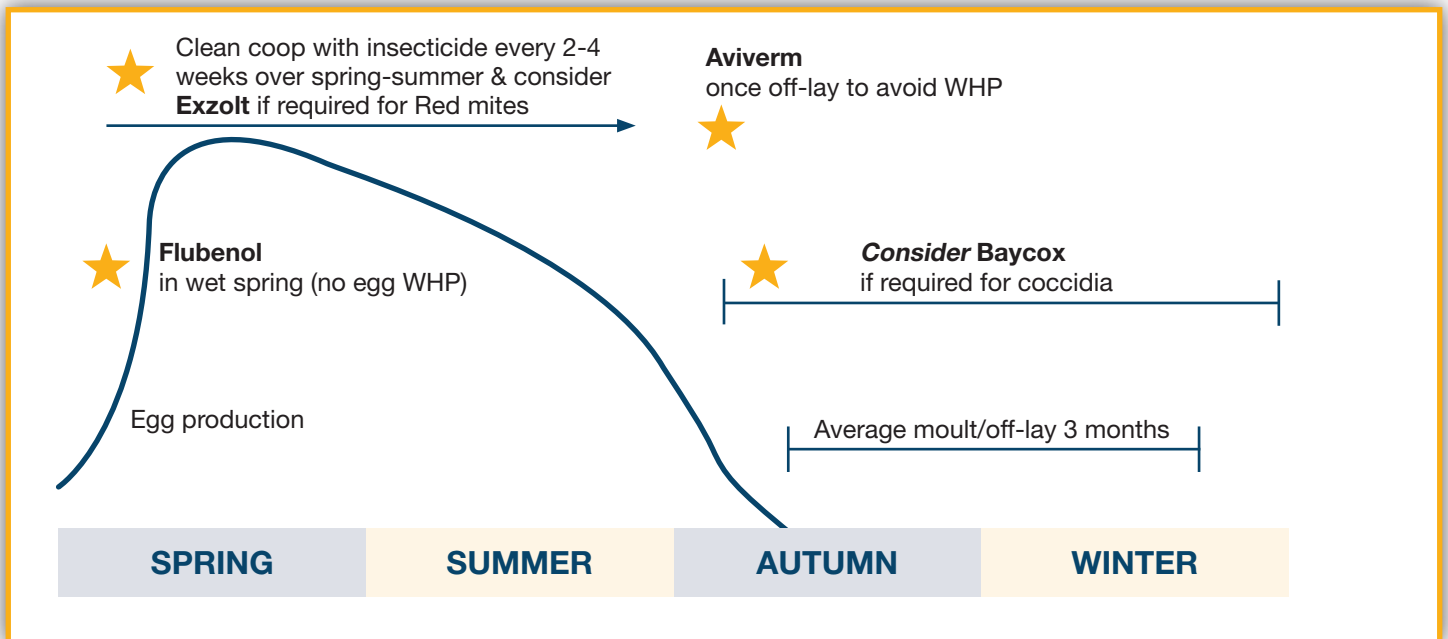 Clean coop with insecticide every 2-4
weeks over spring-summer & consider
Exzolt if required for Red mites
Aviverm
once off-lay to avoid WHP
Flubenol
in wet spring (no egg WHP)
Consider Baycox
if required for coccidia
Egg production
Average moult/off-lay 3 months
SPRING
SUMMER
AUTUMN
WINTER